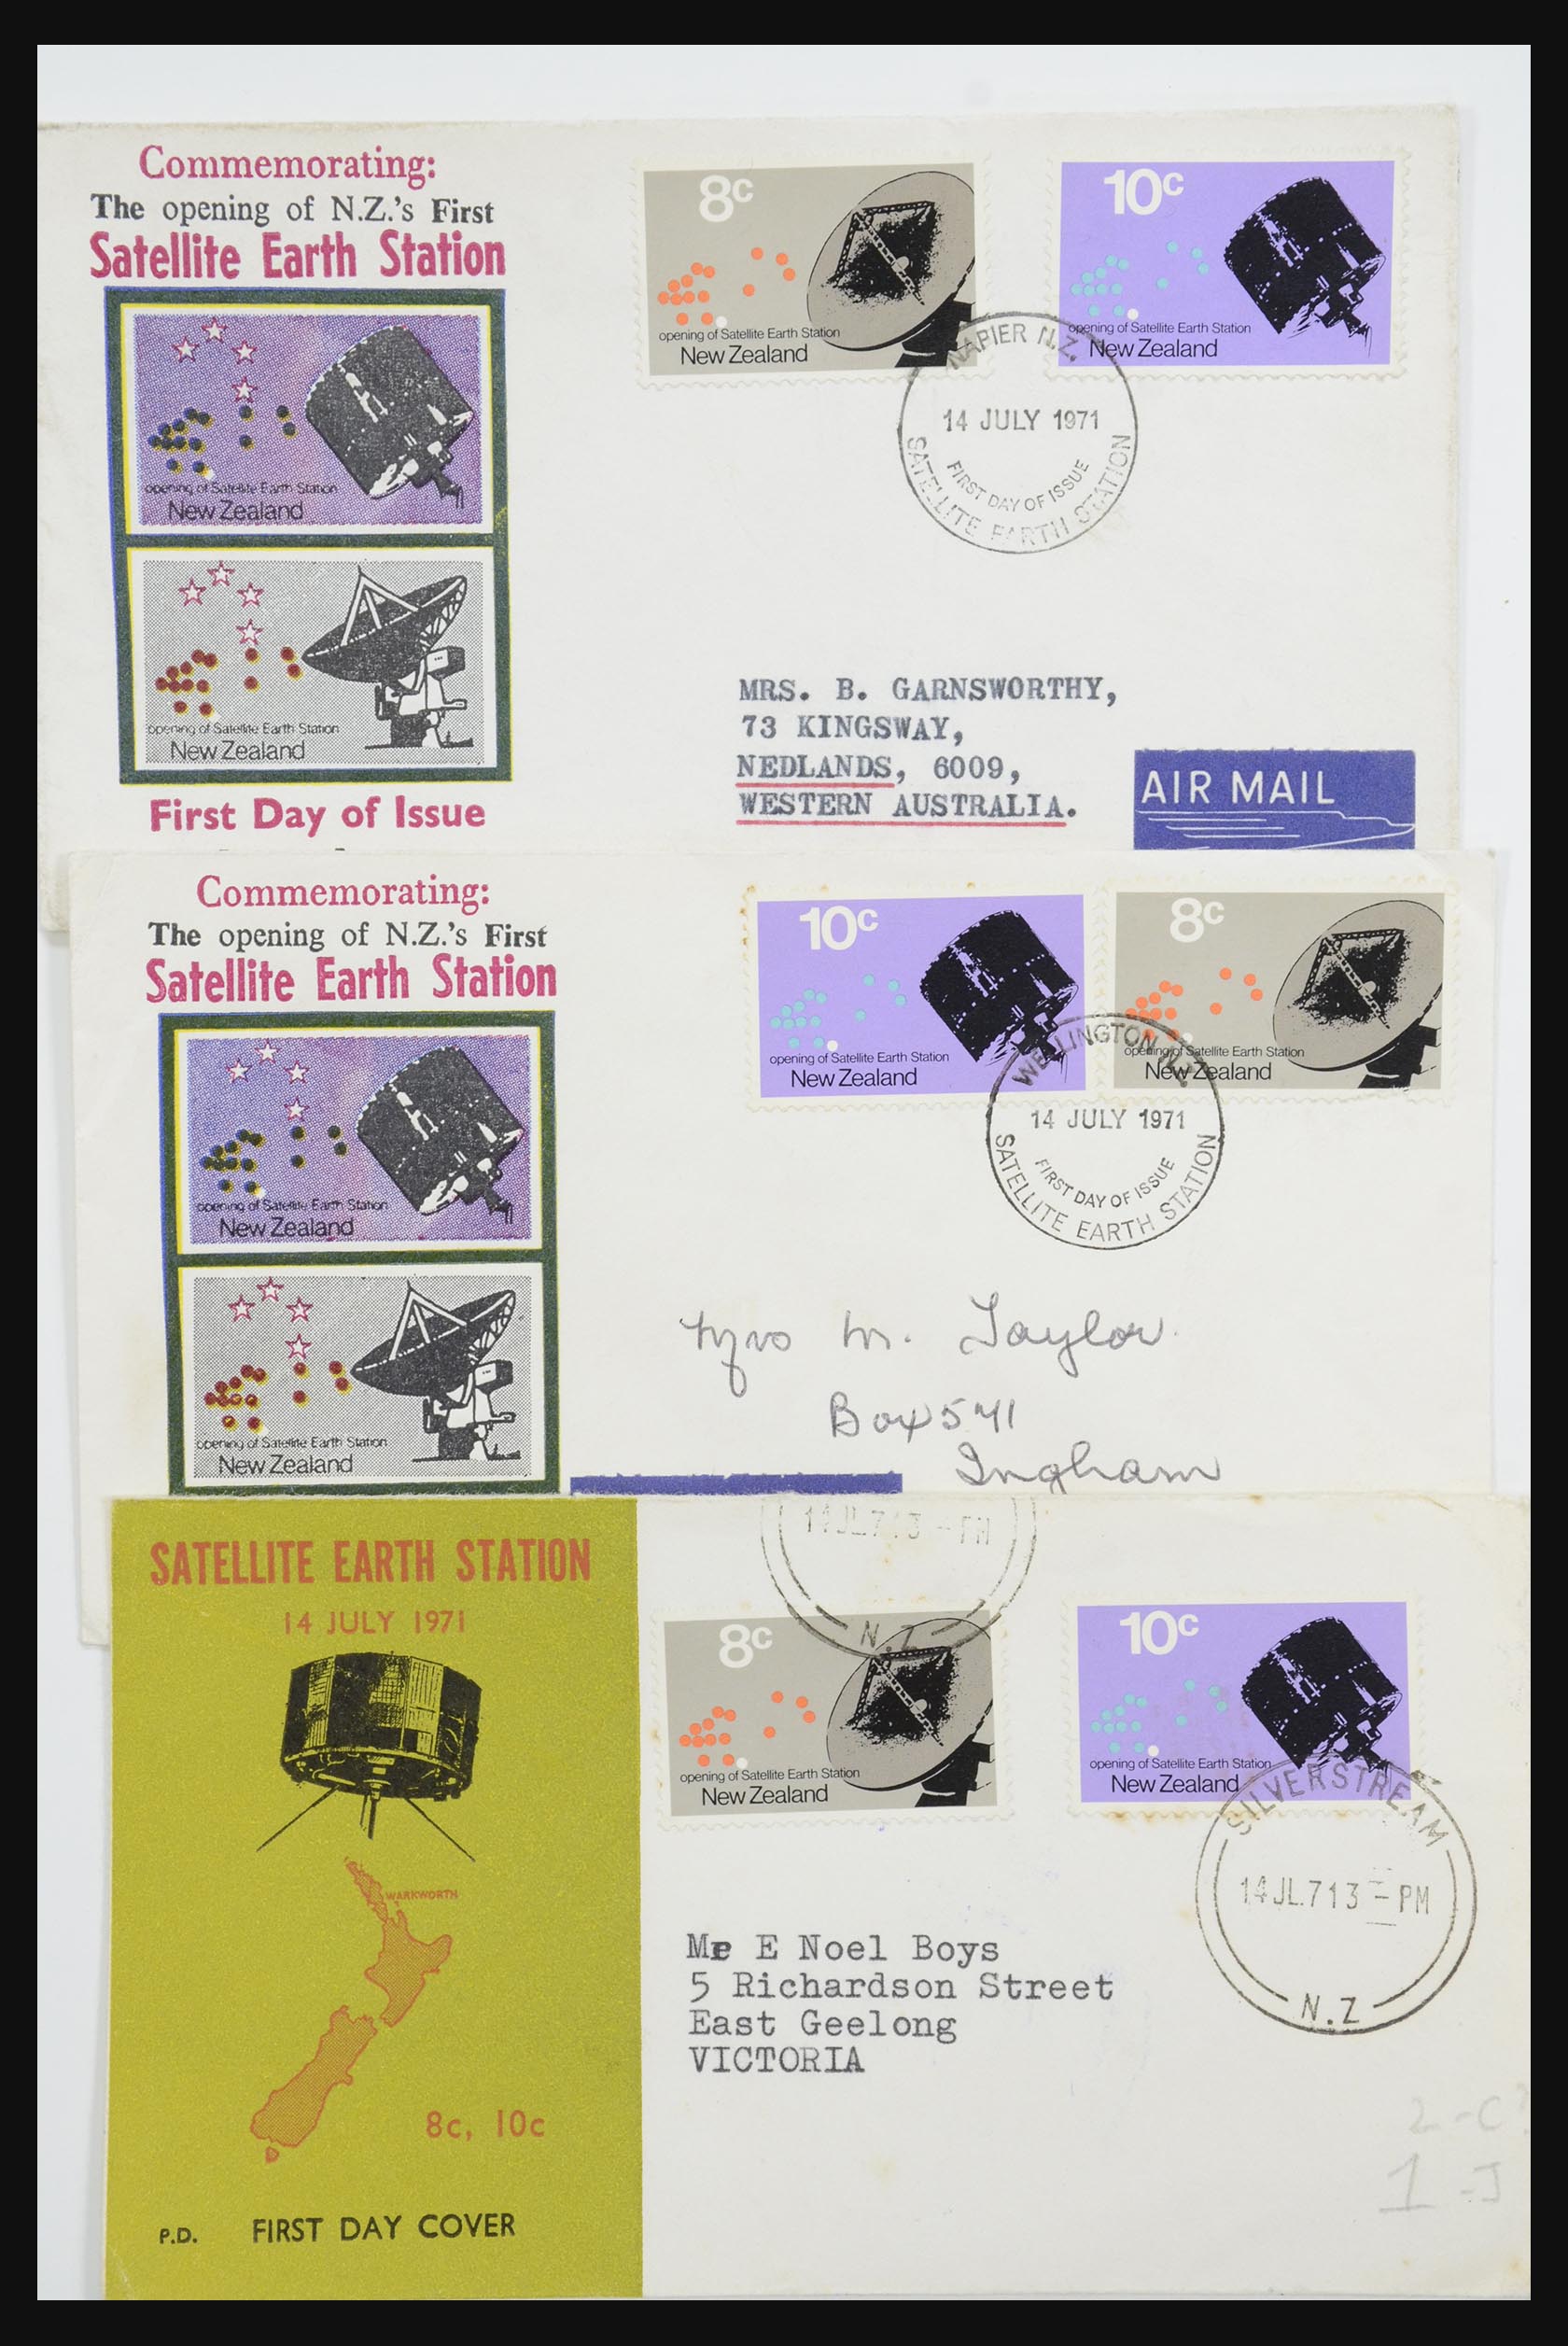 Commemorating:
The opening of N.Z.'s First
Satellite Earth Station
opening of Satellite Earth Station
New Zealand
opening of Satellite Earth Station
New Zealand
First Day of Issue
8c
opening of Satellite Earth Station
New Zealand
10c
opening of Satellite Earth Station
New Zealand
NAPIER N.Z.
14 JULY 1971
FIRST DAY OF ISSUE
SATELLITE EARTH STATION
MRS. B. GARNSWORTHY,
73 KINGSWAY,
NEDLANDS, 6009,
WESTERN AUSTRALIA.
AIR MAIL
Commemorating:
The opening of N.Z.'s First
Satellite Earth Station
opening of Satellite Earth Station
New Zealand
opening of Satellite Earth Station
New Zealand
10c
opening of Satellite Earth Station
New Zealand
8c
opening of Satellite Earth Station
New Zealand
WELLINGTON N.Z.
14 JULY 1971
FIRST DAY OF ISSUE
SATELLITE EARTH STATION
Mrs M. Taylor
Box 541
Ingham
SATELLITE EARTH STATION
14 JULY 1971
WARKWORTH
8c, 10c
P.D. FIRST DAY COVER
14 JL.71 3 - PM
N.Z
8c
opening of Satellite Earth Station
New Zealand
10c
opening of Satellite Earth Station
New Zealand
SILVERSTREAM
14 JL.71 3 - PM
N.Z
Mr E Noel Boys
5 Richardson Street
East Geelong
VICTORIA